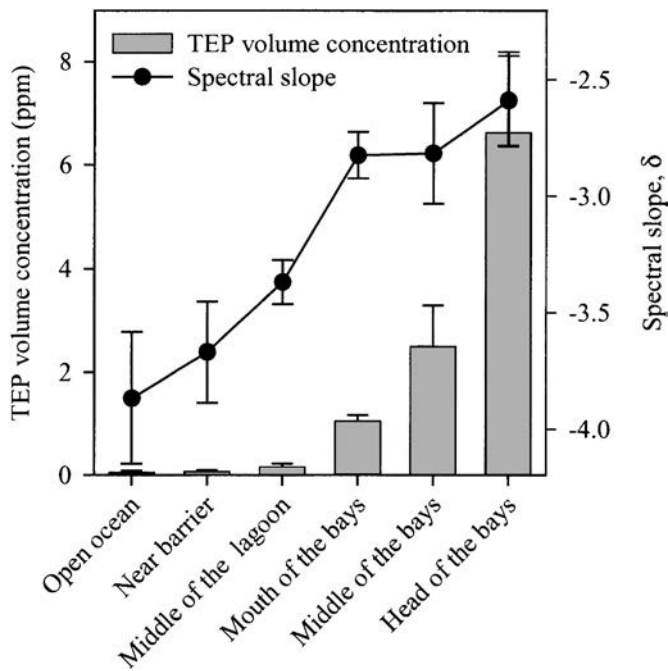 TEP volume concentration
Spectral slope
TEP volume concentration (ppm)
8
6
4
2
0
Spectral slope, δ
-2.5
-3.0
-3.5
-4.0
Open ocean
Near barrier
Middle of the lagoon
Mouth of the bays
Middle of the bays
Head of the bays